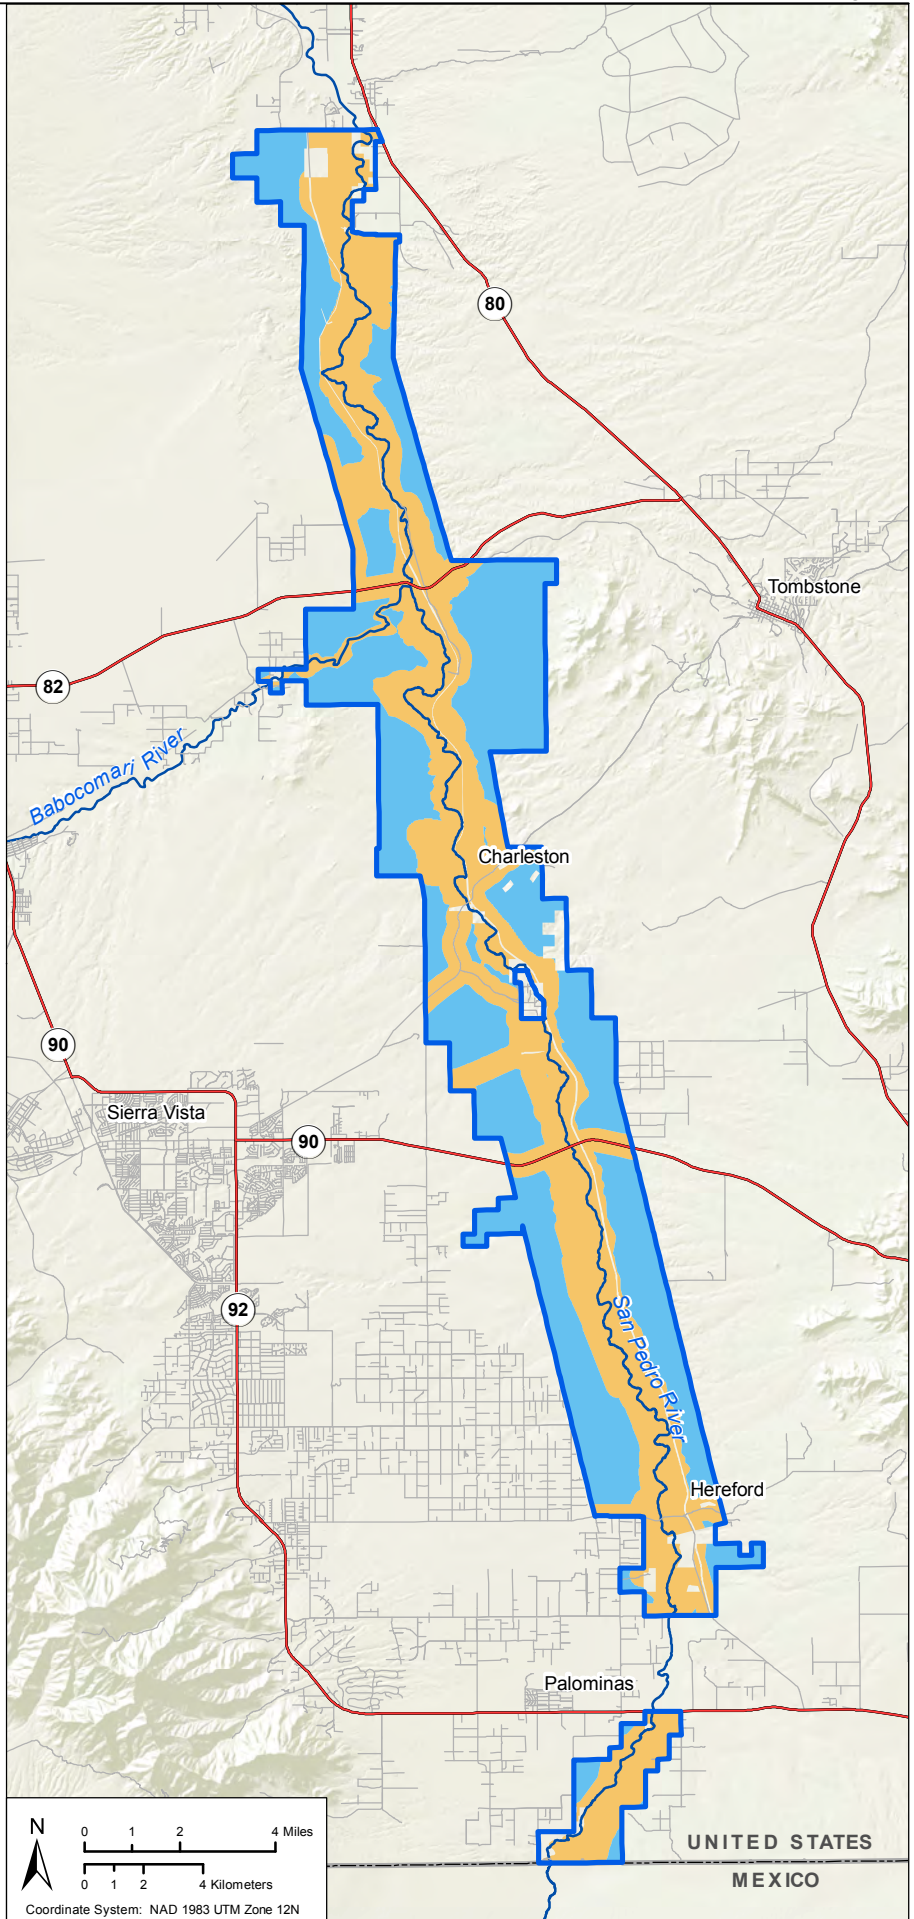 80
Tombstone
82
Babocomari River
Charleston
90
Sierra Vista
90
92
San Pedro River
Hereford
Palominas
N
0 1 2 4 Miles
0 1 2 4 Kilometers
Coordinate System: NAD 1983 UTM Zone 12N
UNITED STATES
MEXICO